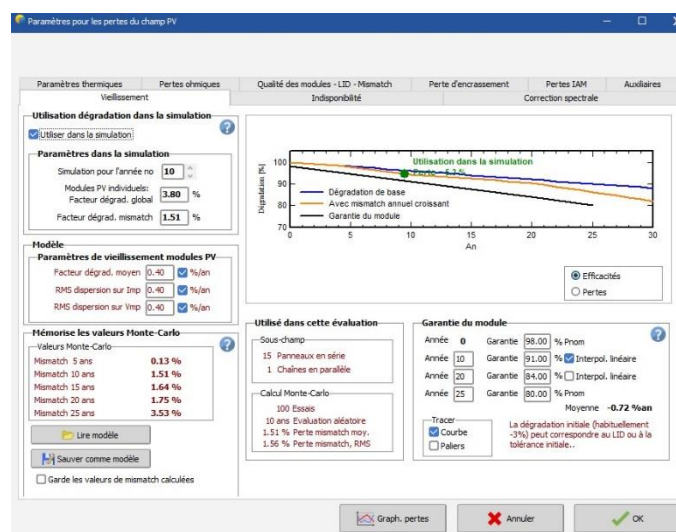 Paramètres pour les pertes du champ PV
Paramètres thermiques Pertes ohmiques Qualité des modules - LID - Mismatch Perte d'encrassement Pertes IAM Auxiliaires
Vieillissement Indisponibilité Correction spectrale
Utilisation dégradation dans la simulation
Utiliser dans la simulation
Paramètres dans la simulation
Simulation pour l'année no 10
Modules PV individuels:
Facteur dégrad. global 3.80 %
Facteur dégrad. mismatch 1.51 %
Modèle
Paramètres de vieillissement modules PV
Facteur dégrad. moyen 0.40 %/an
RMS dispersion sur Imp 0.40 %/an
RMS dispersion sur Vmp 0.40 %/an
Mémorise les valeurs Monte-Carlo
Valeurs Monte-Carlo
Mismatch 5 ans 0.13 %
Mismatch 10 ans 1.51 %
Mismatch 15 ans 1.64 %
Mismatch 20 ans 1.75 %
Mismatch 25 ans 3.53 %
Lire modèle
Sauver comme modèle
Garde les valeurs de mismatch calculées
Dégradation [%]
100
90
80
70
Utilisation dans la simulation
Dégradation de base
Avec mismatch annuel croissant
Garantie du module
0 5 10 15 20 25 30
An
Efficacités
Pertes
Utilisé dans cette évaluation
Sous-champ
15 Panneaux en série
1 Chaînes en parallèle
Calcul Monte-Carlo
100 Essais
10 ans Evaluation aléatoire
1.51 % Perte mismatch moy.
1.56 % Perte mismatch, RMS
Garantie du module
Année 0 Garantie 98.00 % Pnom
Année 10 Garantie 91.00 % Interpol. linéaire
Année 20 Garantie 84.00 % Interpol. linéaire
Année 25 Garantie 80.00 % Pnom
Moyenne -0.72 %an
Tracer
Courbe
Paliers
La dégradation initiale (habituellement
-3%) peut correspondre au LID ou à la
tolérance initiale..
Graph. pertes Annuler OK